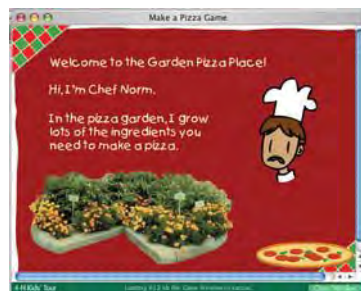 Make a Pizza Game
Welcome to the Garden Pizza Place!
Hi, I'm Chef Norm.
In the pizza garden, I grow
lots of the ingredients you
need to make a pizza.
4-H Kids' Tour